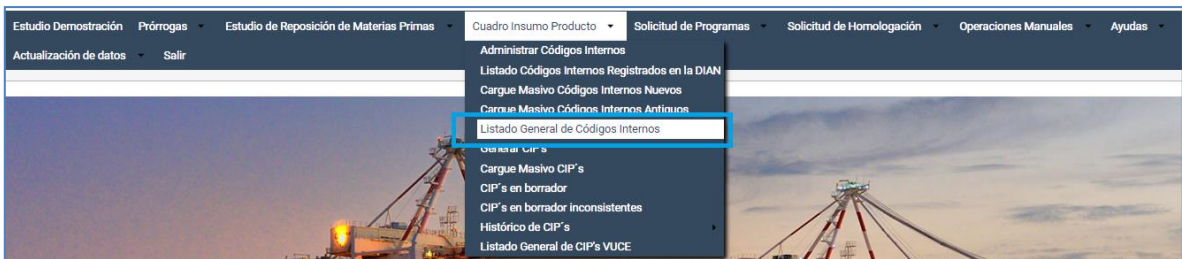 Estudio Demostración Prórrogas Estudio de Reposición de Materias Primas Cuadro Insumo Producto Solicitud de Programas Solicitud de Homologación Operaciones Manuales Ayudas
Actualización de datos Salir
Administrar Códigos Internos
Listado Códigos Internos Registrados en la DIAN
Cargue Masivo Códigos Internos Nuevos
Cargue Masivo Códigos Internos Antiguos
Listado General de Códigos Internos
General CIP's
Cargue Masivo CIP´s
CIP´s en borrador
CIP´s en borrador inconsistentes
Histórico de CIP´s
Listado General de CIP's VUCE